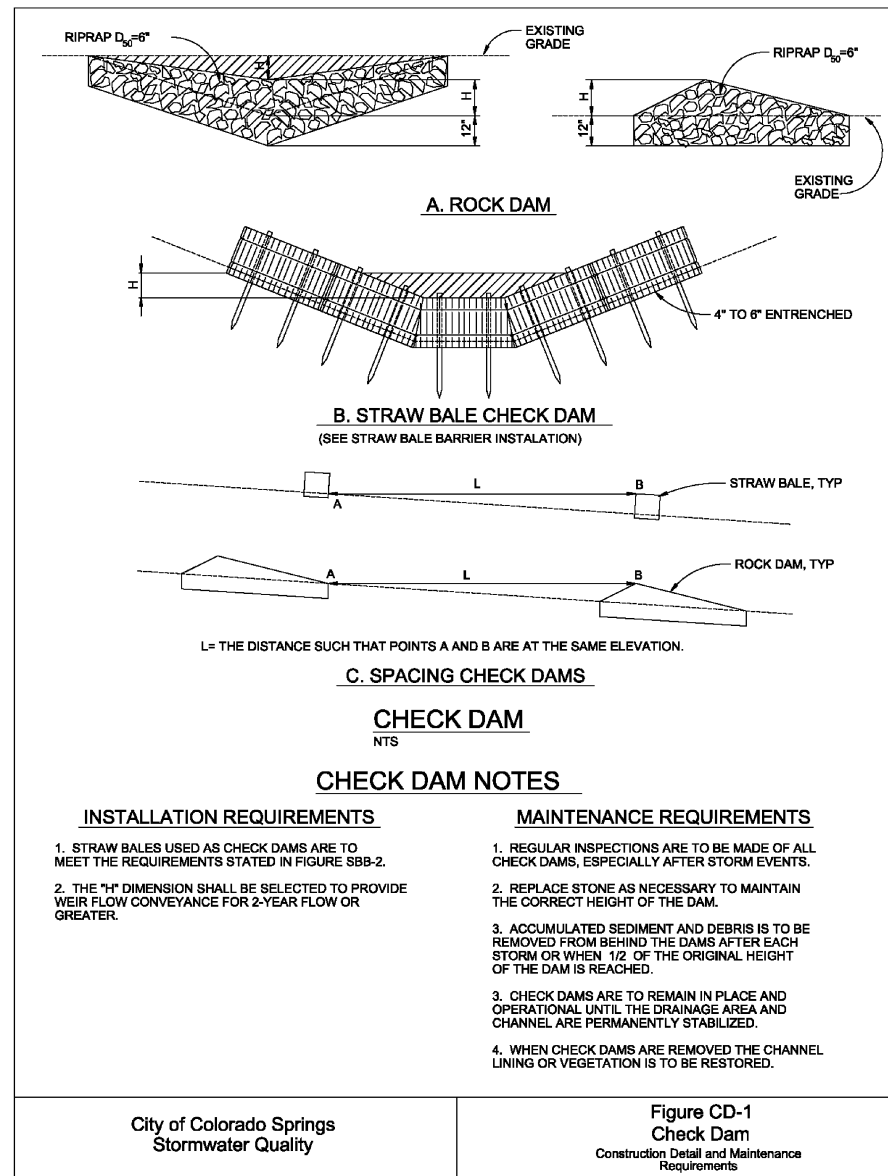 RIPRAP D50=6"
EXISTING
GRADE
H
H
12"
RIPRAP D50=6"
H
12"
EXISTING
GRADE
A. ROCK DAM
H
4" TO 6" ENTRENCHED
B. STRAW BALE CHECK DAM
(SEE STRAW BALE BARRIER INSTALATION)
L
B
STRAW BALE, TYP
A
A
L
B
ROCK DAM, TYP
L= THE DISTANCE SUCH THAT POINTS A AND B ARE AT THE SAME ELEVATION.
C. SPACING CHECK DAMS
CHECK DAM
NTS
CHECK DAM NOTES
INSTALLATION REQUIREMENTS
1. STRAW BALES USED AS CHECK DAMS ARE TO
MEET THE REQUIREMENTS STATED IN FIGURE SBB-2.
2. THE "H" DIMENSION SHALL BE SELECTED TO PROVIDE
WEIR FLOW CONVEYANCE FOR 2-YEAR FLOW OR
GREATER.
MAINTENANCE REQUIREMENTS
1. REGULAR INSPECTIONS ARE TO BE MADE OF ALL
CHECK DAMS, ESPECIALLY AFTER STORM EVENTS.
2. REPLACE STONE AS NECESSARY TO MAINTAIN
THE CORRECT HEIGHT OF THE DAM.
3. ACCUMULATED SEDIMENT AND DEBRIS IS TO BE
REMOVED FROM BEHIND THE DAMS AFTER EACH
STORM OR WHEN 1/2 OF THE ORIGINAL HEIGHT
OF THE DAM IS REACHED.
3. CHECK DAMS ARE TO REMAIN IN PLACE AND
OPERATIONAL UNTIL THE DRAINAGE AREA AND
CHANNEL ARE PERMANENTLY STABILIZED.
4. WHEN CHECK DAMS ARE REMOVED THE CHANNEL
LINING OR VEGETATION IS TO BE RESTORED.
City of Colorado Springs
Stormwater Quality
Figure CD-1
Check Dam
Construction Detail and Maintenance
Requirements